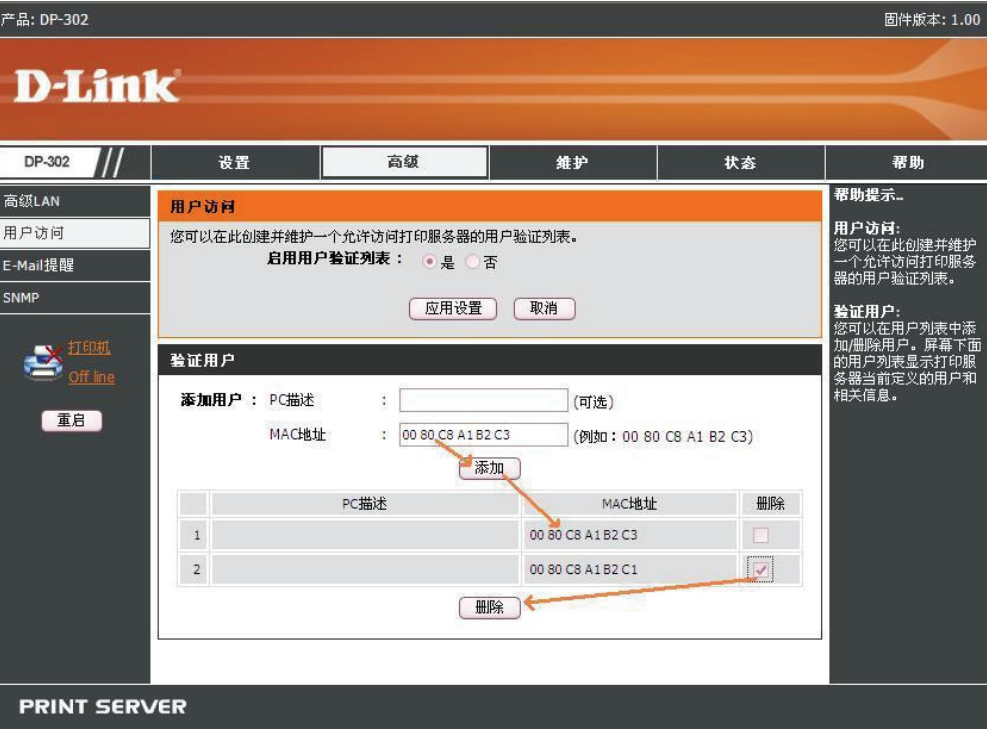 产品: DP-302 固件版本: 1.00
D-Link
DP-302 设置 高级 维护 状态 帮助
高级LAN
用户访问
E-Mail提醒
SNMP
打印机
Off line
重启
用户访问
您可以在此创建并维护一个允许访问打印服务器的用户验证列表。
启用用户验证列表 : 是 否
应用设置 取消
验证用户
添加用户 : PC描述 : (可选)
MAC地址 : 00 80 C8 A1 B2 C3 (例如:00 80 C8 A1 B2 C3)
添加
PC描述 MAC地址 删除
1 00 80 C8 A1 B2 C3
2 00 80 C8 A1 B2 C1
删除
帮助提示..
用户访问:
您可以在此创建并维护
一个允许访问打印服务
器的用户验证列表。
验证用户:
您可以在用户列表中添
加/删除用户。屏幕下面
的用户列表显示打印服
务器当前定义的用户和
相关信息。
PRINT SERVER